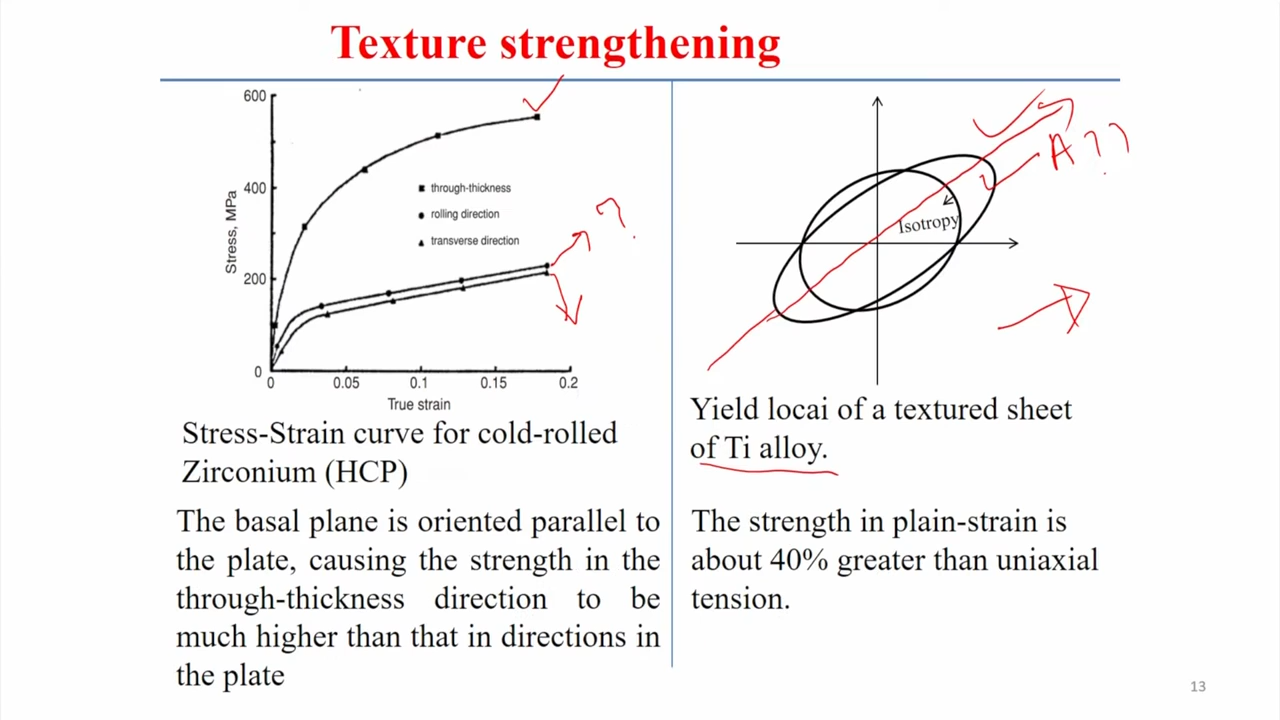 Texture strengthening
600
400
200
0
Stress, MPa
through-thickness
rolling direction
transverse direction
0
0.05
0.1
0.15
0.2
True strain
?
Stress-Strain curve for cold-rolled
Zirconium (HCP)
The basal plane is oriented parallel to
the plate, causing the strength in the
through-thickness direction to be
much higher than that in directions in
the plate
Isotropy
A ??
Yield locai of a textured sheet
of Ti alloy.
The strength in plain-strain is
about 40% greater than uniaxial
tension.
13